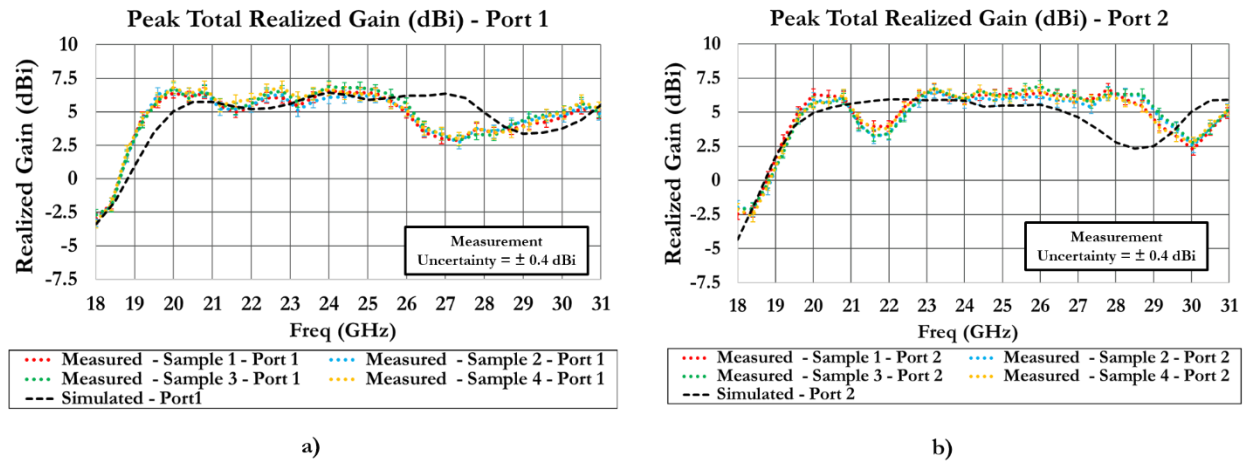 Peak Total Realized Gain (dBi) - Port 1
10
7.5
5
2.5
0
-2.5
-5
-7.5
Realized Gain (dBi)
Measurement
Uncertainty = ± 0.4 dBi
18 19 20 21 22 23 24 25 26 27 28 29 30 31
Freq (GHz)
Measured - Sample 1 - Port 1
Measured - Sample 2 - Port 1
Measured - Sample 3 - Port 1
Measured - Sample 4 - Port 1
Simulated - Port1
a)
Peak Total Realized Gain (dBi) - Port 2
10
7.5
5
2.5
0
-2.5
-5
-7.5
Realized Gain (dBi)
Measurement
Uncertainty = ± 0.4 dBi
18 19 20 21 22 23 24 25 26 27 28 29 30 31
Freq (GHz)
Measured - Sample 1 - Port 2
Measured - Sample 2 - Port 2
Measured - Sample 3 - Port 2
Measured - Sample 4 - Port 2
Simulated - Port 2
b)